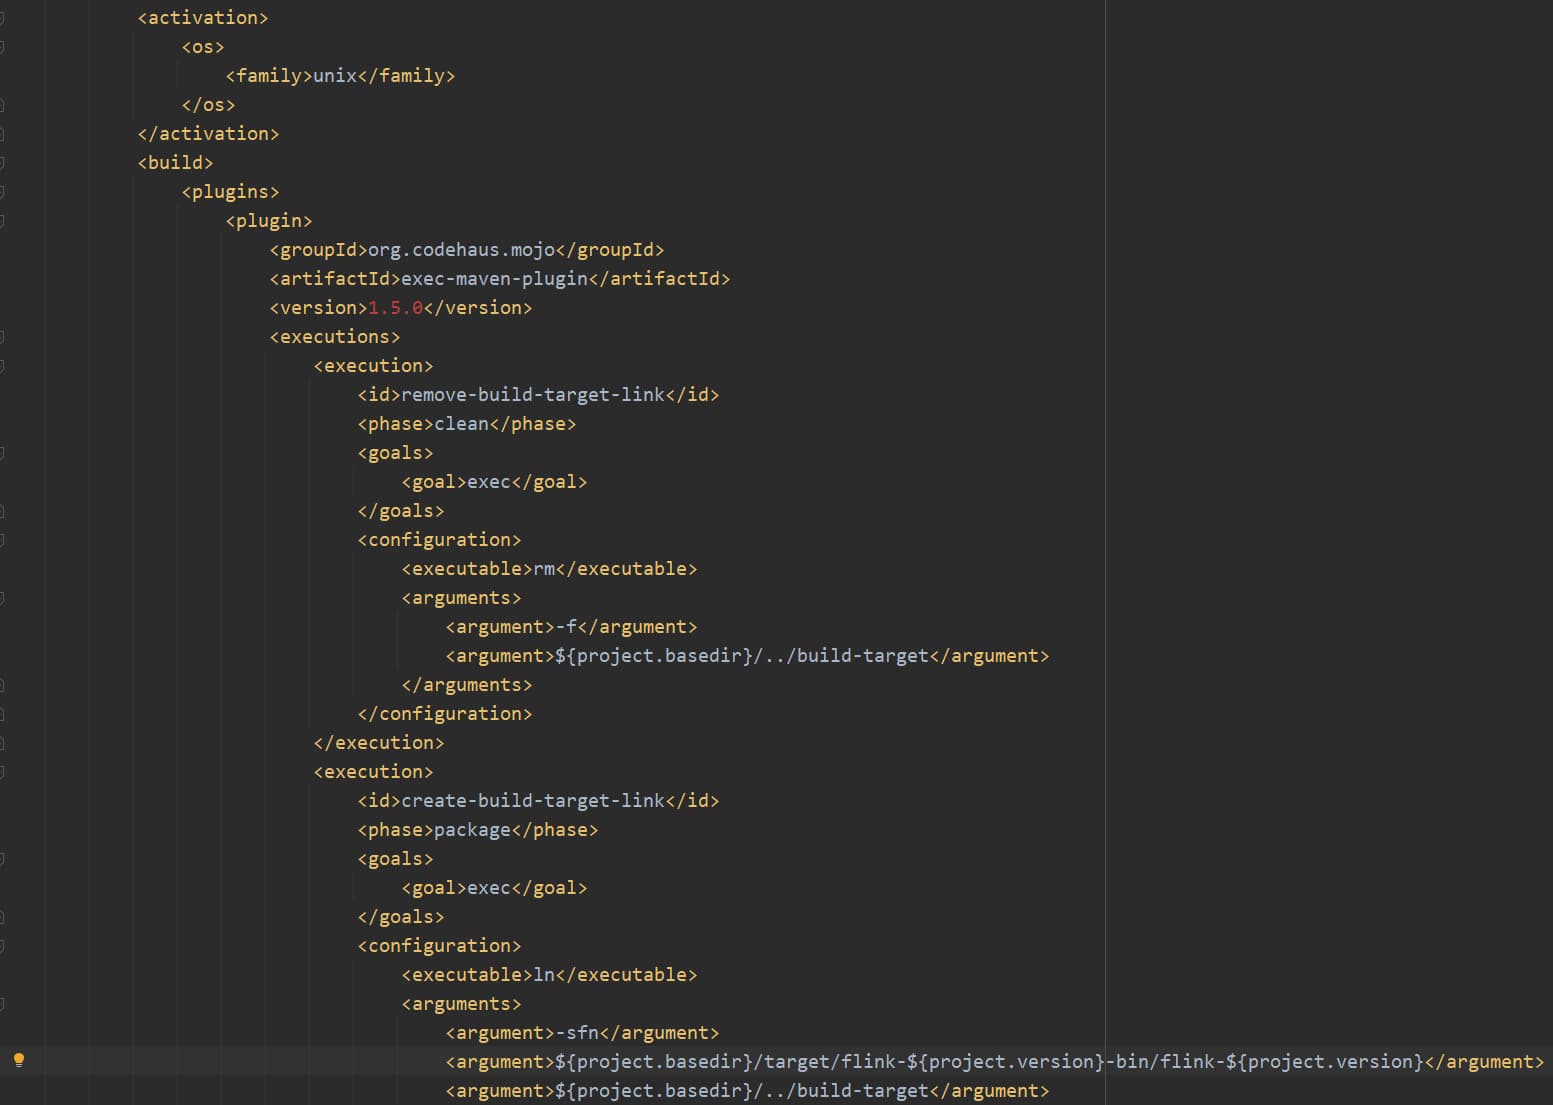 <activation>
<os>
<family>unix</family>
</os>
</activation>
<build>
<plugins>
<plugin>
<groupId>org.codehaus.mojo</groupId>
<artifactId>exec-maven-plugin</artifactId>
<version>1.5.0</version>
<executions>
<execution>
<id>remove-build-target-link</id>
<phase>clean</phase>
<goals>
<goal>exec</goal>
</goals>
<configuration>
<executable>rm</executable>
<arguments>
<argument>-f</argument>
<argument>${project.basedir}/../build-target</argument>
</arguments>
</configuration>
</execution>
<execution>
<id>create-build-target-link</id>
<phase>package</phase>
<goals>
<goal>exec</goal>
</goals>
<configuration>
<executable>ln</executable>
<arguments>
<argument>-sfn</argument>
<argument>${project.basedir}/target/flink-${project.version}-bin/flink-${project.version}</argument>
<argument>${project.basedir}/../build-target</argument>